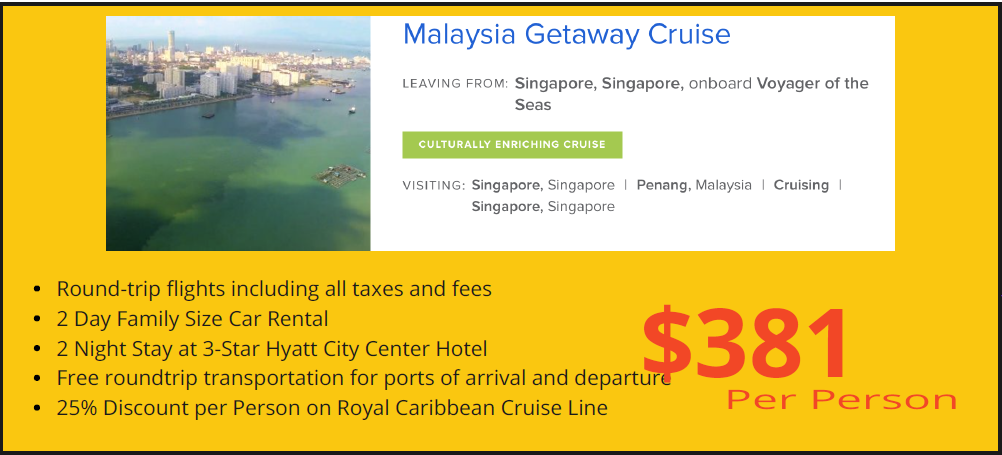 Malaysia Getaway Cruise
LEAVING FROM: Singapore, Singapore, onboard Voyager of the
Seas
CULTURALLY ENRICHING CRUISE
VISITING: Singapore, Singapore | Penang, Malaysia | Cruising |
Singapore, Singapore
• Round-trip flights including all taxes and fees
• 2 Day Family Size Car Rental
• 2 Night Stay at 3-Star Hyatt City Center Hotel
• Free roundtrip transportation for ports of arrival and departure
• 25% Discount per Person on Royal Caribbean Cruise Line
$381
Per Person